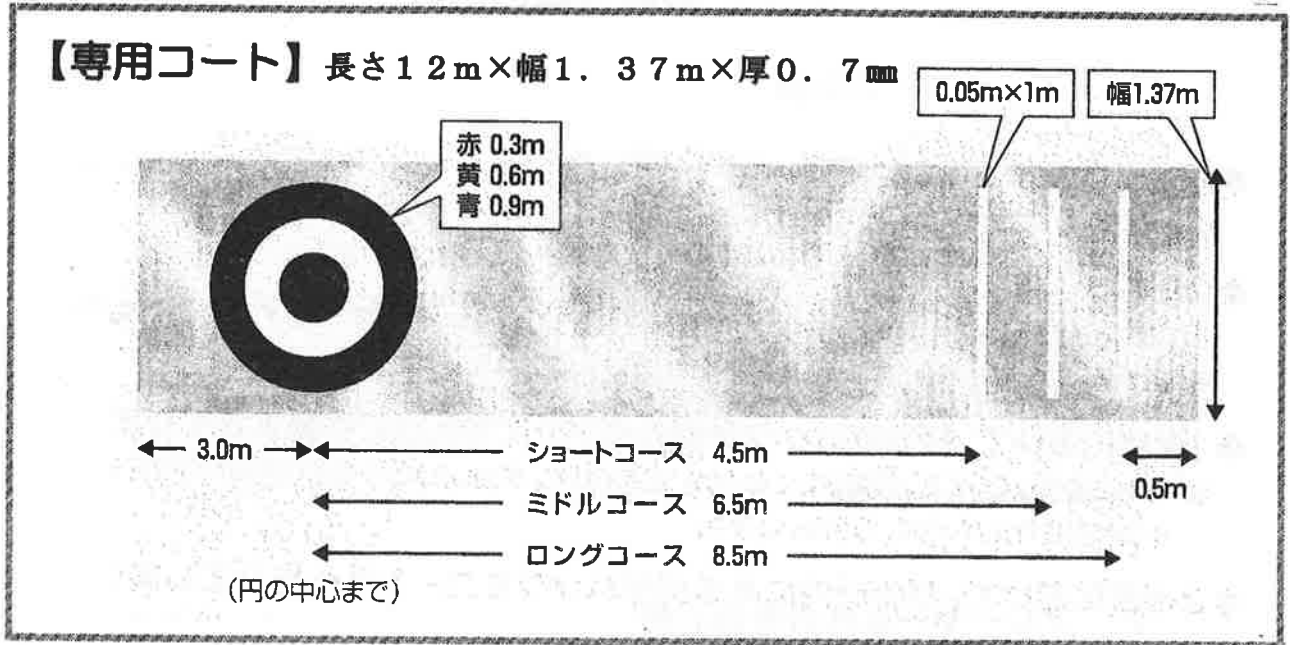 【専用コート】長さ12m×幅1.37m×厚0.7㎜
0.05m×1m
幅1.37m
赤 0.3m
黄 0.6m
青 0.9m
3.0m
ショートコース 4.5m
0.5m
ミドルコース 6.5m
ロングコース 8.5m
(円の中心まで)